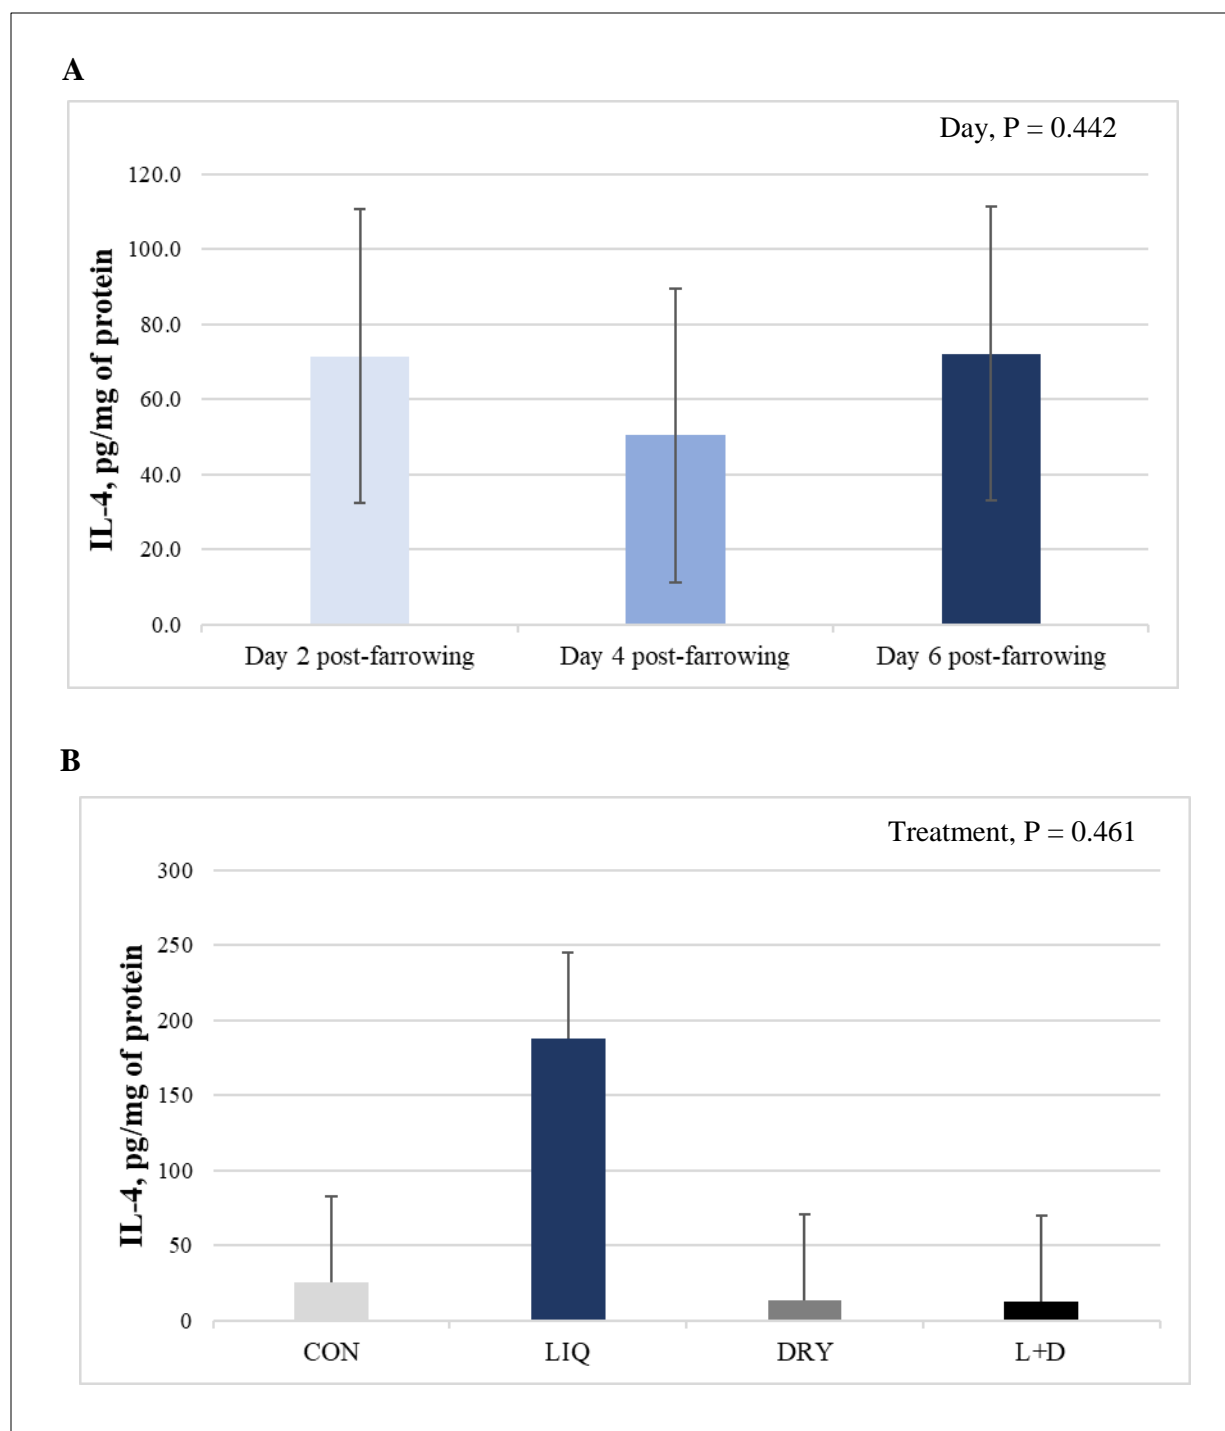 A
Day, P = 0.442
IL-4, pg/mg of protein
120.0
100.0
80.0
60.0
40.0
20.0
0.0
Day 2 post-farrowing
Day 4 post-farrowing
Day 6 post-farrowing
B
Treatment, P = 0.461
IL-4, pg/mg of protein
300
250
200
150
100
50
0
CON
LIQ
DRY
L+D